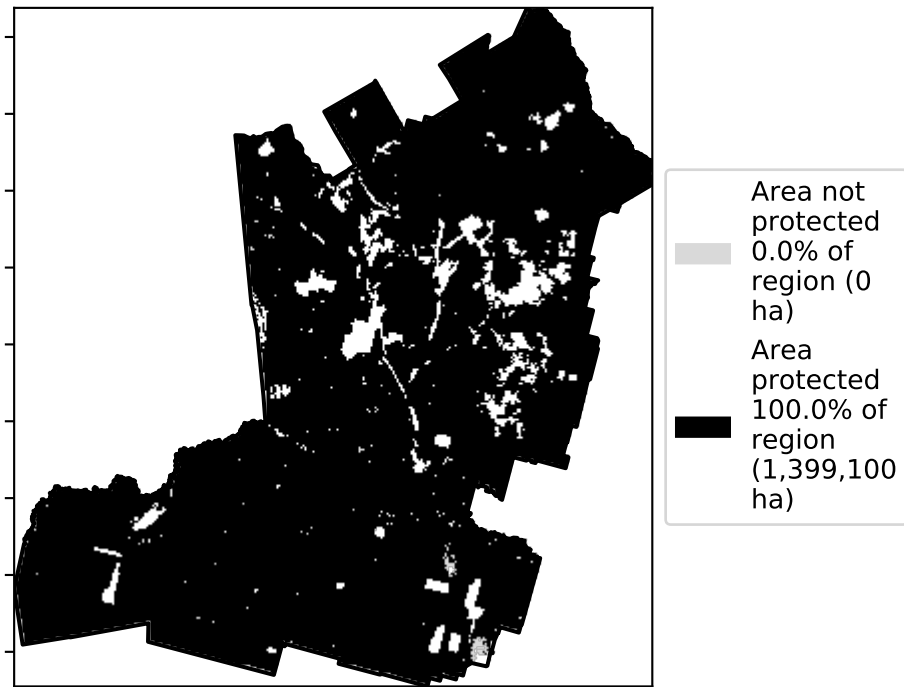 Area not
protected
0.0% of
region (0
ha)
Area
protected
100.0% of
region
(1,399,100
ha)